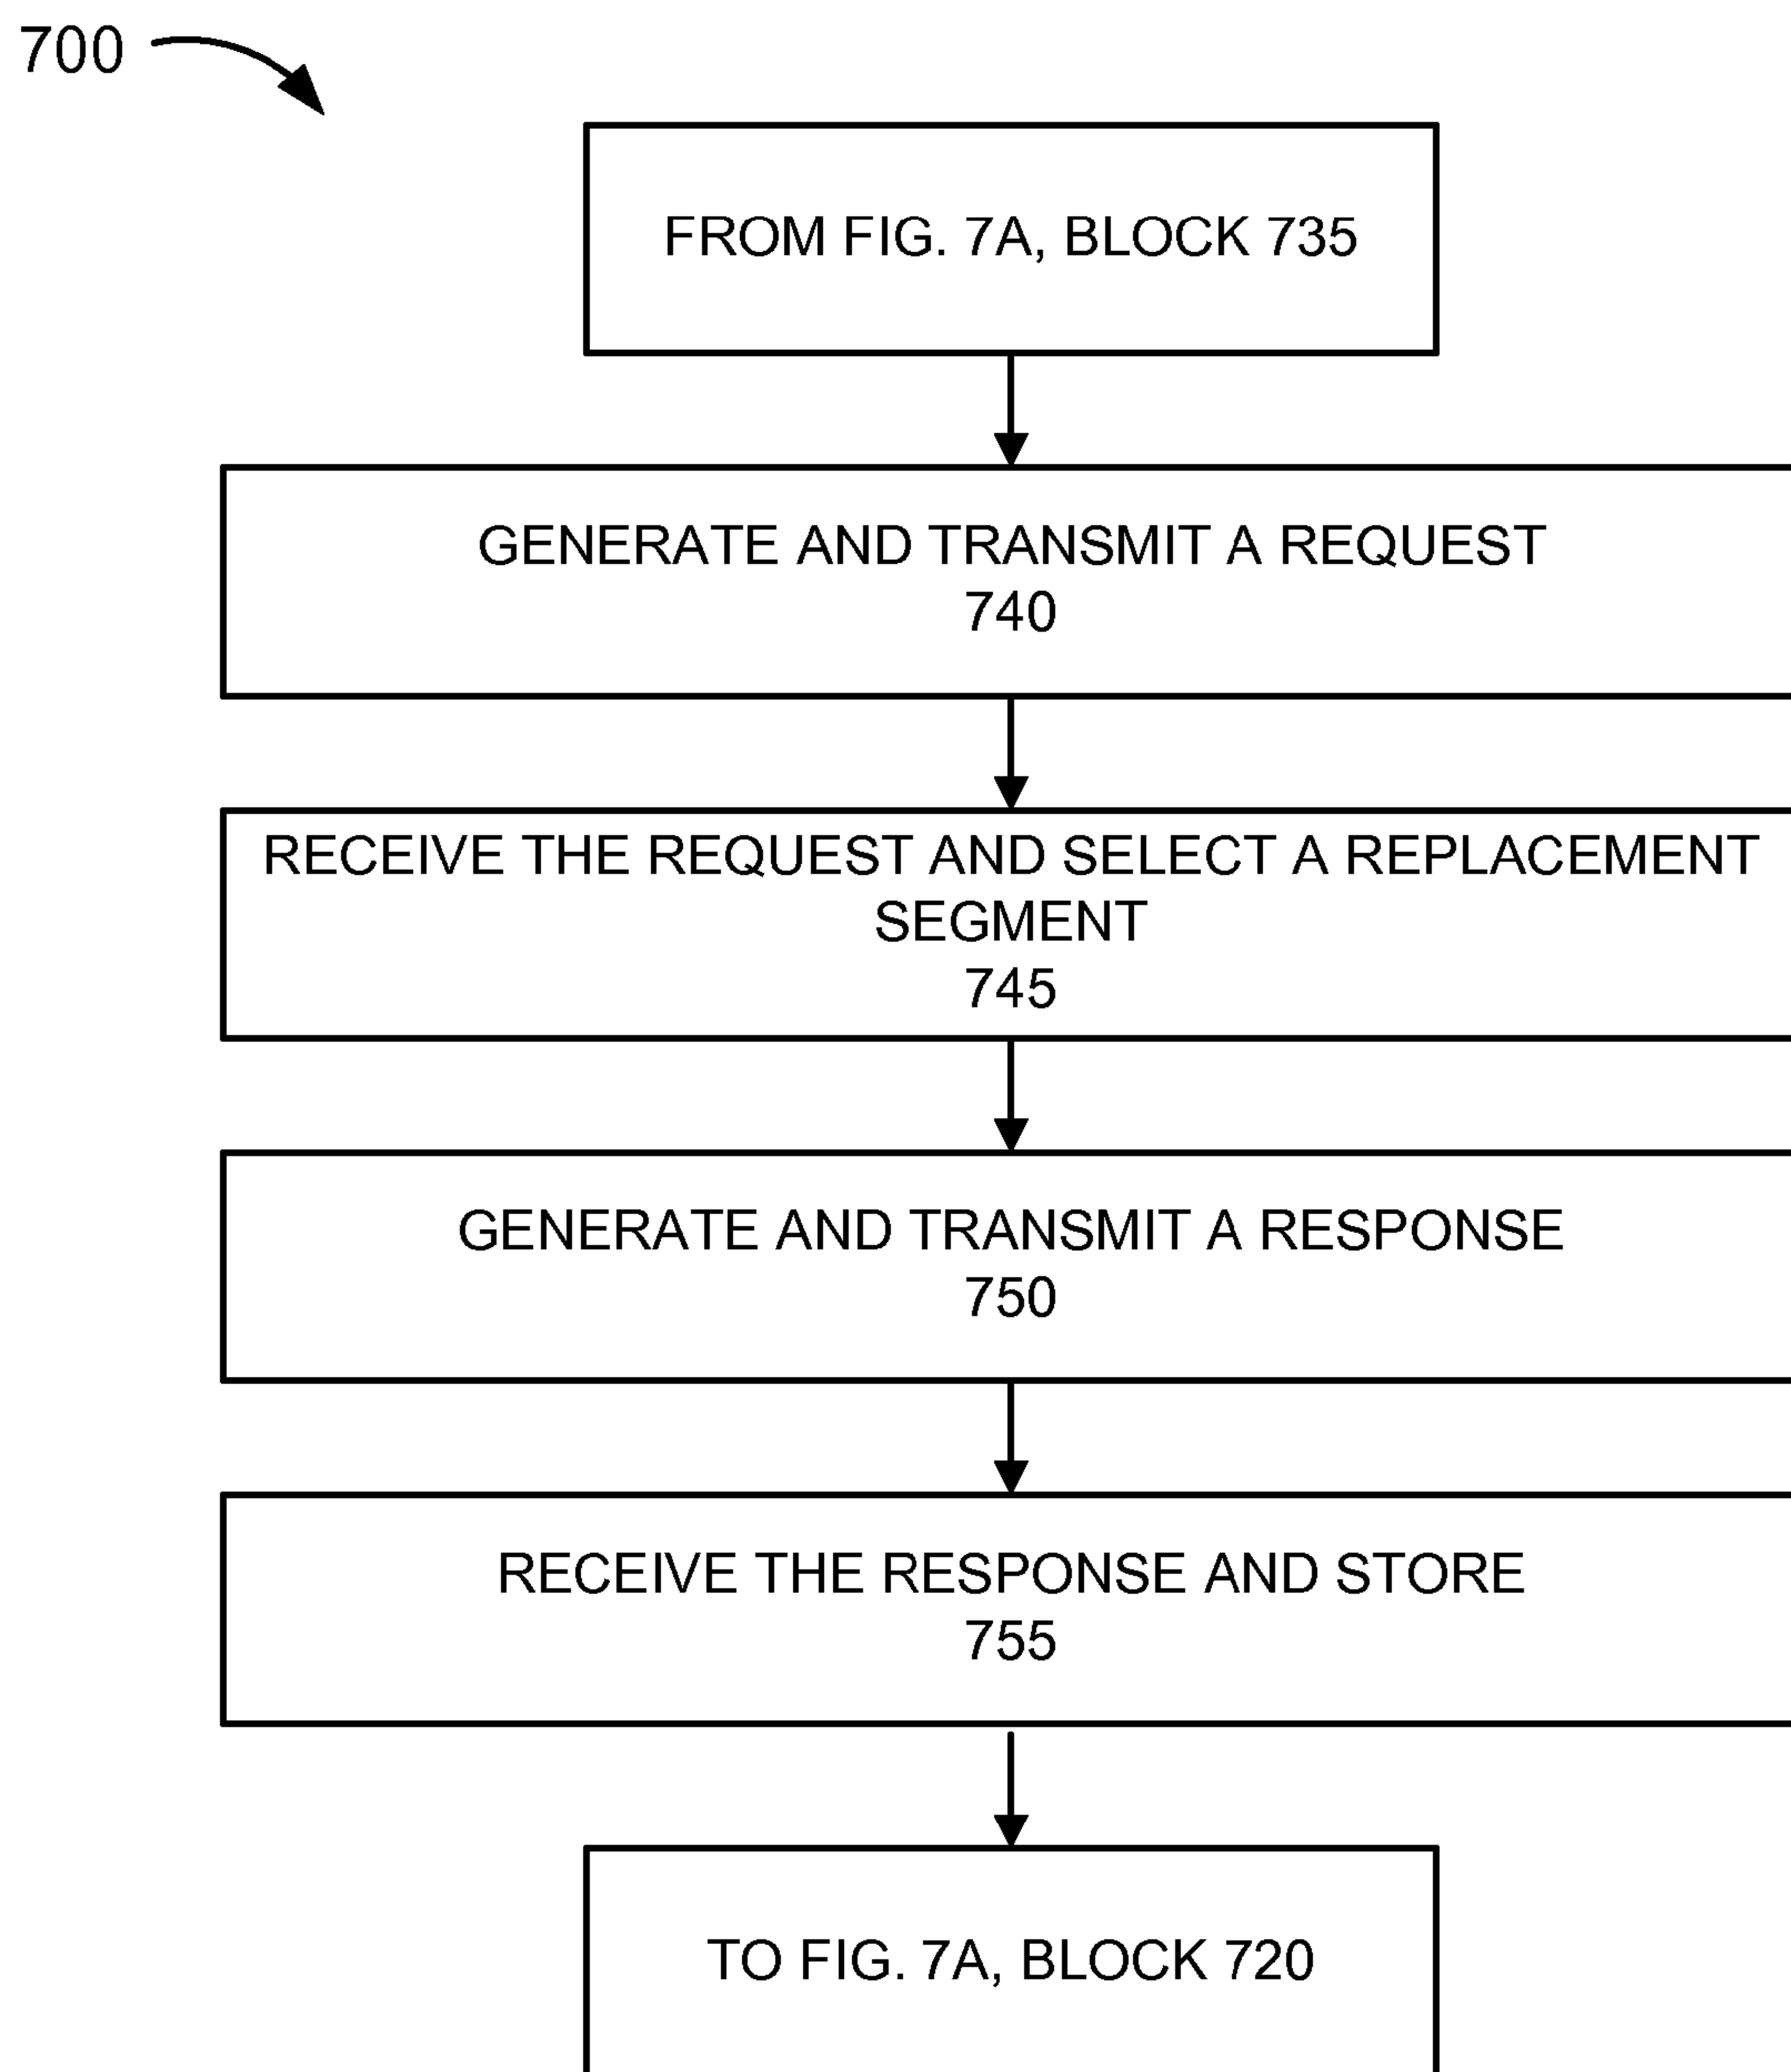 700
FROM FIG. 7A, BLOCK 735
GENERATE AND TRANSMIT A REQUEST
740
RECEIVE THE REQUEST AND SELECT A REPLACEMENT
SEGMENT
745
GENERATE AND TRANSMIT A RESPONSE
750
RECEIVE THE RESPONSE AND STORE
755
TO FIG. 7A, BLOCK 720